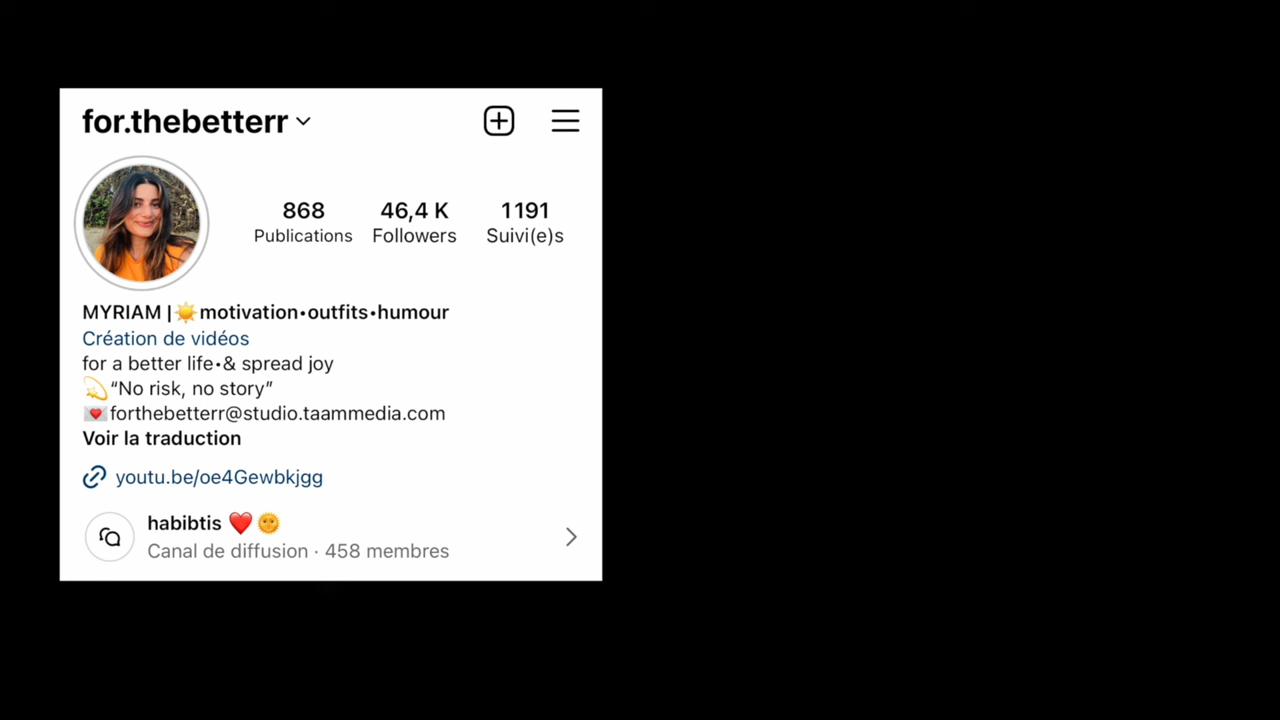 for.thebetterr
868 46,4 K 1191
Publications Followers Suivi(e)s
MYRIAM |☀️motivation•outfits•humour
Création de vidéos
for a better life•& spread joy
💫“No risk, no story”
💌forthebetterr@studio.taammedia.com
Voir la traduction
youtu.be/oe4Gewbkjgg
habibtis ❤️🌞
Canal de diffusion · 458 membres